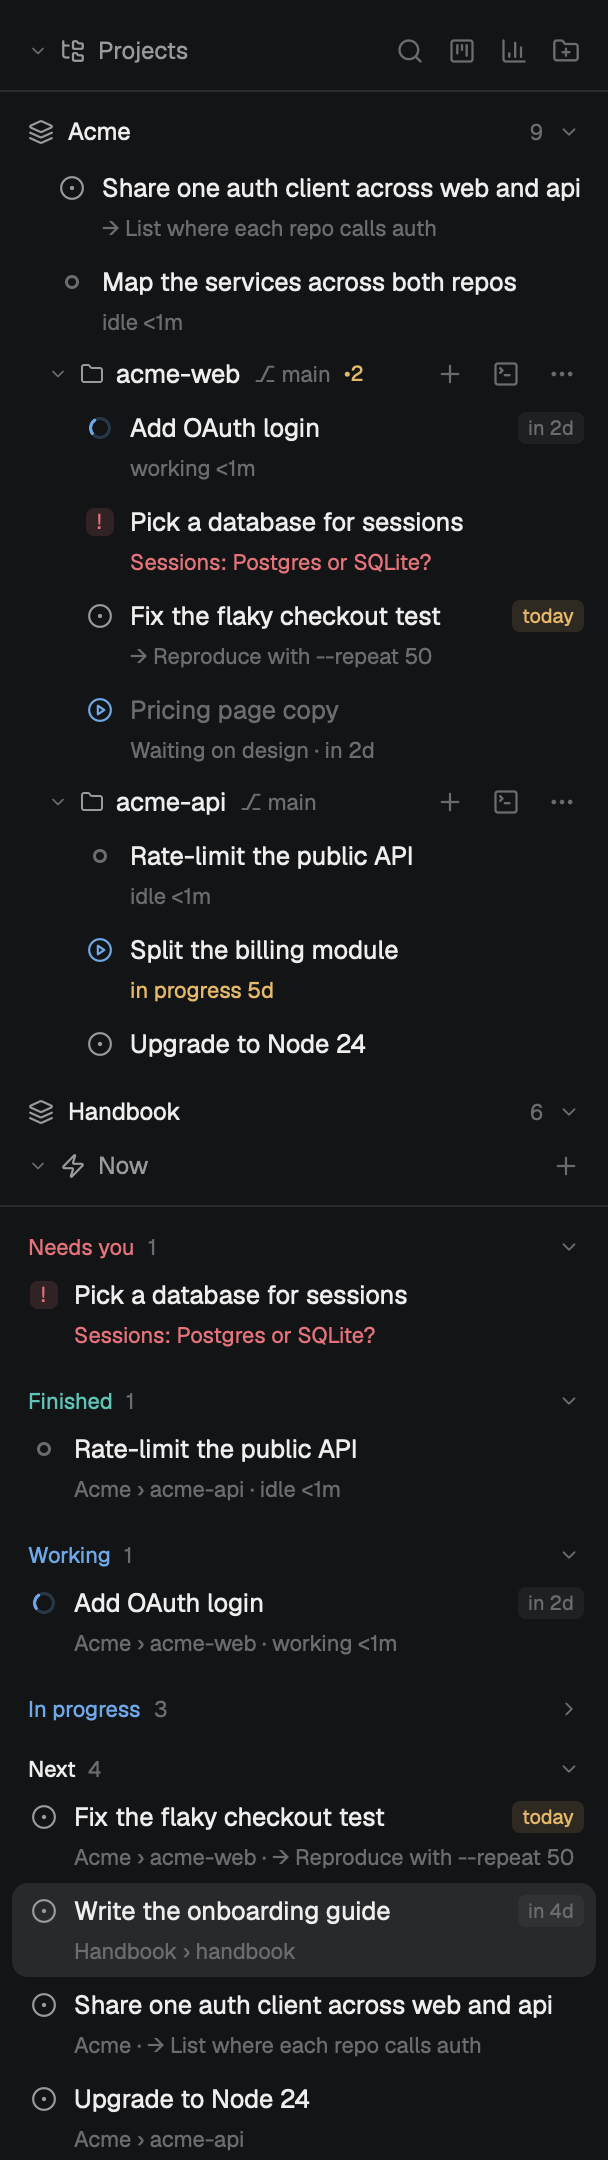 Projects
Acme 9
Share one auth client across web and api
→ List where each repo calls auth
Map the services across both repos
idle <1m
acme-web main •2
Add OAuth login in 2d
working <1m
! Pick a database for sessions
Sessions: Postgres or SQLite?
Fix the flaky checkout test today
→ Reproduce with --repeat 50
Pricing page copy
Waiting on design · in 2d
acme-api main
Rate-limit the public API
idle <1m
Split the billing module
in progress 5d
Upgrade to Node 24
Handbook 6
Now
Needs you 1
! Pick a database for sessions
Sessions: Postgres or SQLite?
Finished 1
Rate-limit the public API
Acme › acme-api · idle <1m
Working 1
Add OAuth login in 2d
Acme › acme-web · working <1m
In progress 3
Next 4
Fix the flaky checkout test today
Acme › acme-web · → Reproduce with --repeat 50
Write the onboarding guide in 4d
Handbook › handbook
Share one auth client across web and api
Acme · → List where each repo calls auth
Upgrade to Node 24
Acme › acme-api